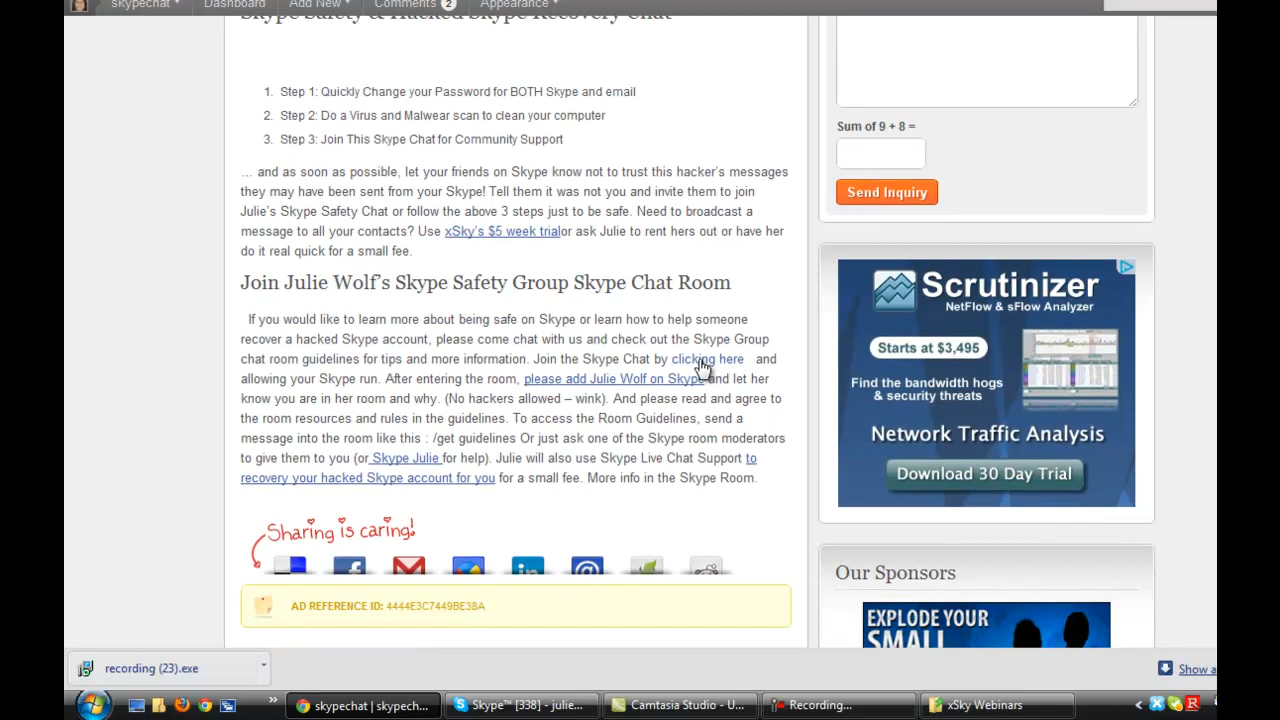 skypechat
Dashboard
Add New
Comments 2
Appearance
Skype Safety & Hacked Skype Recovery Chat
1. Step 1: Quickly Change your Password for BOTH Skype and email
2. Step 2: Do a Virus and Malwear scan to clean your computer
3. Step 3: Join This Skype Chat for Community Support
... and as soon as possible, let your friends on Skype know not to trust this hacker's messages
they may have been sent from your Skype! Tell them it was not you and invite them to join
Julie's Skype Safety Chat or follow the above 3 steps just to be safe. Need to broadcast a
message to all your contacts? Use xSky's $5 week trialor ask Julie to rent hers out or have her
do it real quick for a small fee.
Join Julie Wolf's Skype Safety Group Skype Chat Room
If you would like to learn more about being safe on Skype or learn how to help someone
recover a hacked Skype account, please come chat with us and check out the Skype Group
chat room guidelines for tips and more information. Join the Skype Chat by clicking here and
allowing your Skype run. After entering the room, please add Julie Wolf on Skype and let her
know you are in her room and why. (No hackers allowed – wink). And please read and agree to
the room resources and rules in the guidelines. To access the Room Guidelines, send a
message into the room like this : /get guidelines Or just ask one of the Skype room moderators
to give them to you (or Skype Julie for help). Julie will also use Skype Live Chat Support to
recovery your hacked Skype account for you for a small fee. More info in the Skype Room.
Sharing is caring!
AD REFERENCE ID: 4444E3C7449BE38A
Sum of 9 + 8 =
Send Inquiry
Scrutinizer
NetFlow & sFlow Analyzer
Starts at $3,495
Find the bandwidth hogs
& security threats
Network Traffic Analysis
Download 30 Day Trial
Our Sponsors
EXPLODE YOUR
SMALL
recording (23).exe
Show a
skypechat | skypech...
Skype™ [338] - julie...
Camtasia Studio - U...
Recording...
xSky Webinars